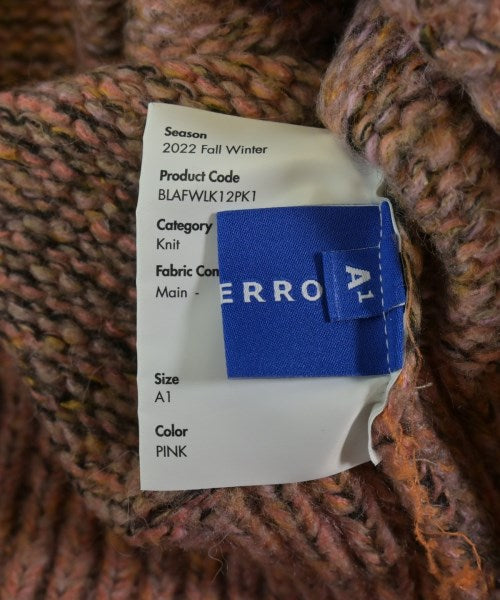 Season
2022 Fall Winter
Product Code
BLAFWLK12PK1
Category
Knit
Fabric Con
Main -
ERRO
A1
Size
A1
Color
PINK